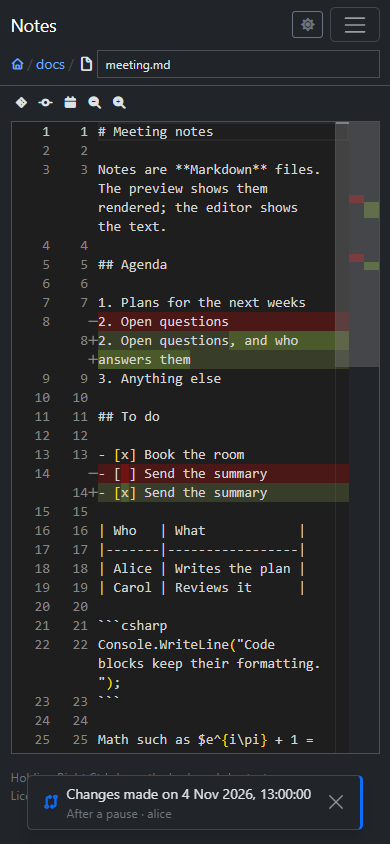 Notes
docs / meeting.md
1 1 # Meeting notes
2 2
3 3 Notes are **Markdown** files.
The preview shows them
rendered; the editor shows
the text.
4 4
5 5 ## Agenda
6 6
7 7 1. Plans for the next weeks
8 —2. Open questions
8+2. Open questions, and who
+answers them
9 9 3. Anything else
10 10
11 11 ## To do
12 12
13 13 - [x] Book the room
14 —- [ ] Send the summary
14+- [x] Send the summary
15 15
16 16 | Who | What |
17 17 |-------|-----------------|
18 18 | Alice | Writes the plan |
19 19 | Carol | Reviews it |
20 20
21 21 ```csharp
22 22 Console.WriteLine("Code
blocks keep their formatting.
");
23 23 ```
24 24
25 25 Math such as $e^{i\pi} + 1 =
Changes made on 4 Nov 2026, 13:00:00
After a pause · alice